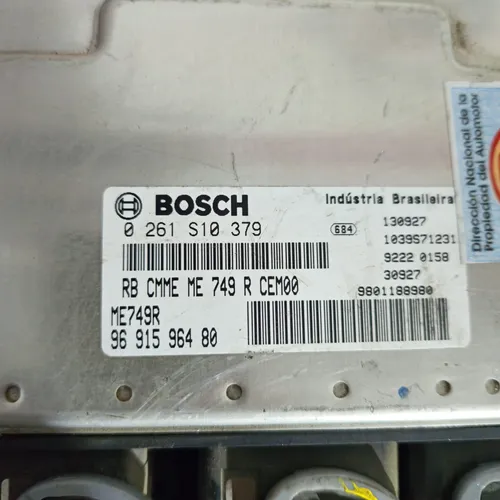 BOSCH
Indústria Brasileira
0 261 S10 379
684
130927
1039S71231
9222 0158
30927
9801188980
RB CMME ME 749 R CEM00
ME749R
96 915 964 80
Dirección Nacional de la
Propiedad del Automotor